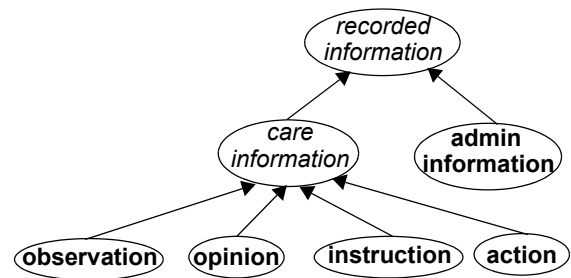 recorded
information
care
information
admin
information
observation
opinion
instruction
action